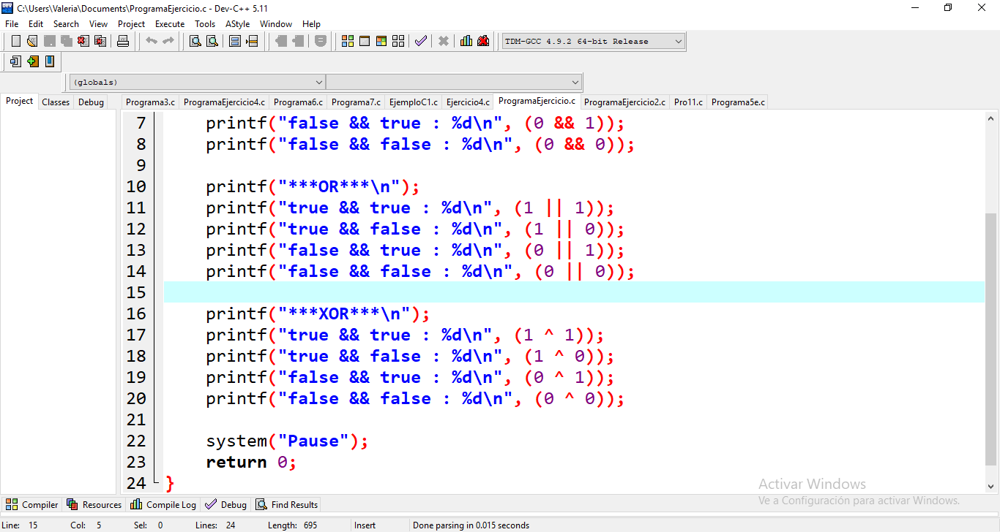 C:\Users\Valeria\Documents\ProgramaEjercicio.c - Dev-C++ 5.11
File Edit Search View Project Execute Tools AStyle Window Help
TDM-GCC 4.9.2 64-bit Release
(globals)
Project Classes Debug Programa3.c ProgramaEjercicio4.c Programa6.c Programa7.c EjemploC1.c Ejercicio4.c ProgramaEjercicio.c ProgramaEjercicio2.c Pro11.c Programa5e.c
7 printf("false && true : %d\n", (0 && 1));
8 printf("false && false : %d\n", (0 && 0));
9
10 printf("***OR***\n");
11 printf("true && true : %d\n", (1 || 1));
12 printf("true && false : %d\n", (1 || 0));
13 printf("false && true : %d\n", (0 || 1));
14 printf("false && false : %d\n", (0 || 0));
15
16 printf("***XOR***\n");
17 printf("true && true : %d\n", (1 ^ 1));
18 printf("true && false : %d\n", (1 ^ 0));
19 printf("false && true : %d\n", (0 ^ 1));
20 printf("false && false : %d\n", (0 ^ 0));
21
22 system("Pause");
23 return 0;
24 }
Activar Windows
Ve a Configuración para activar Windows.
Compiler Resources Compile Log Debug Find Results
Line: 15 Col: 5 Sel: 0 Lines: 24 Length: 695 Insert Done parsing in 0.015 seconds